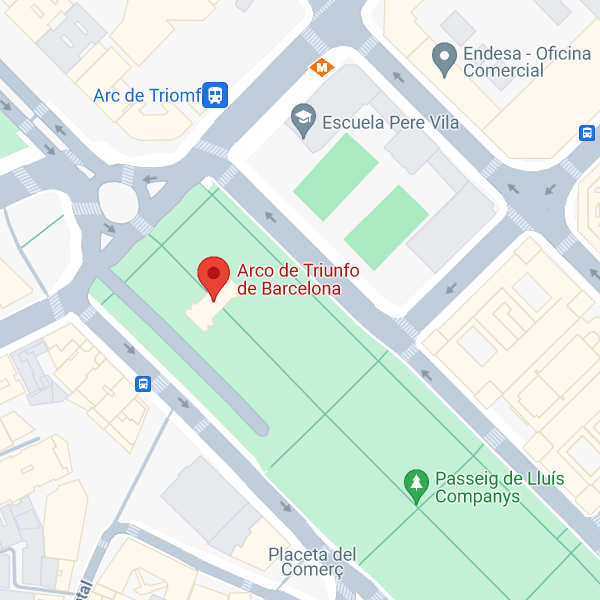 Endesa - Oficina
Comercial
M
Arc de Triomf
Escuela Pere Vila
Arco de Triunfo
de Barcelona
Passeig de Lluís
Companys
Placeta del
Comerç